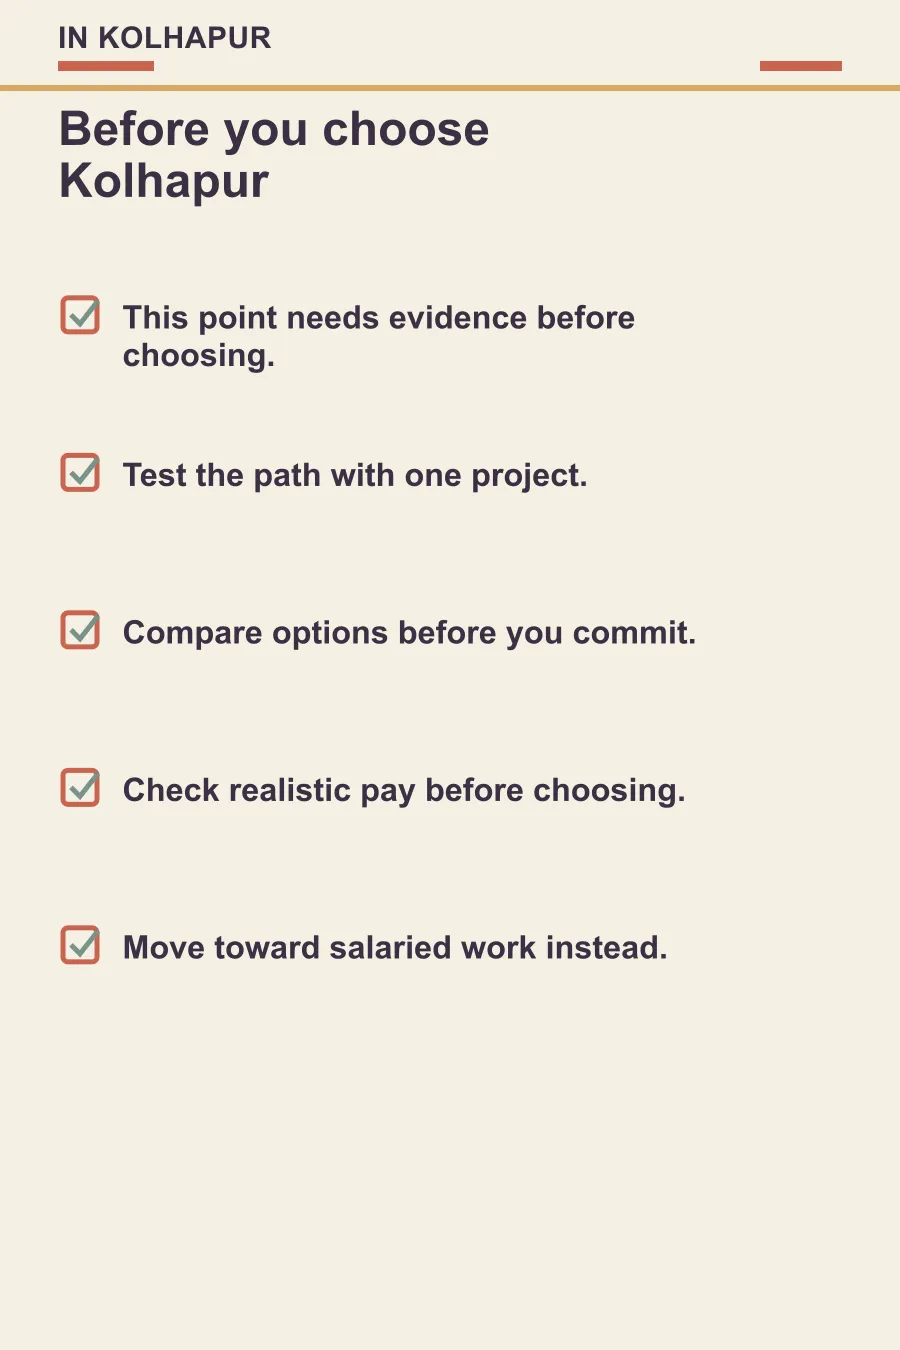 IN KOLHAPUR
Before you choose
Kolhapur
This point needs evidence before
choosing.
Test the path with one project.
Compare options before you commit.
Check realistic pay before choosing.
Move toward salaried work instead.